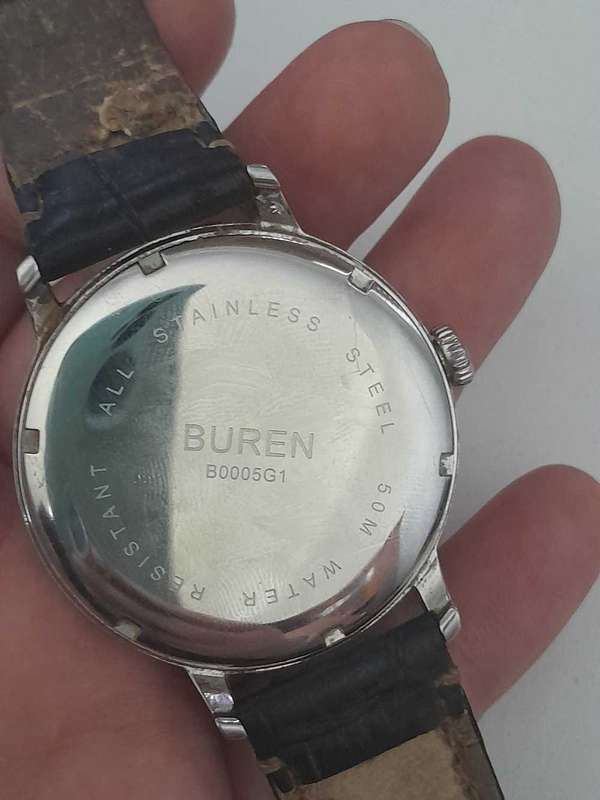 ALL STAINLESS STEEL
50M WATER RESISTANT
BUREN
B0005G1